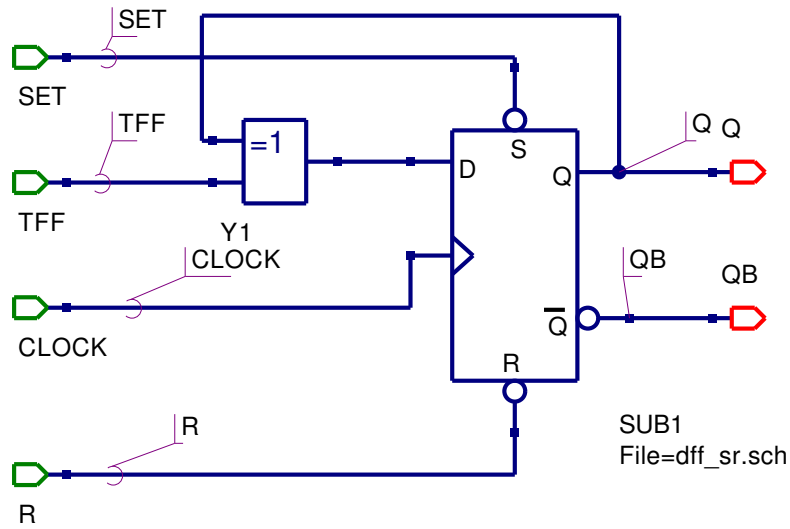 SET
SET
TFF
TFF
=1
Y1
CLOCK
CLOCK
S
D
Q
Q
R
Q Q
QB
QB
R
R
SUB1
File=dff_sr.sch